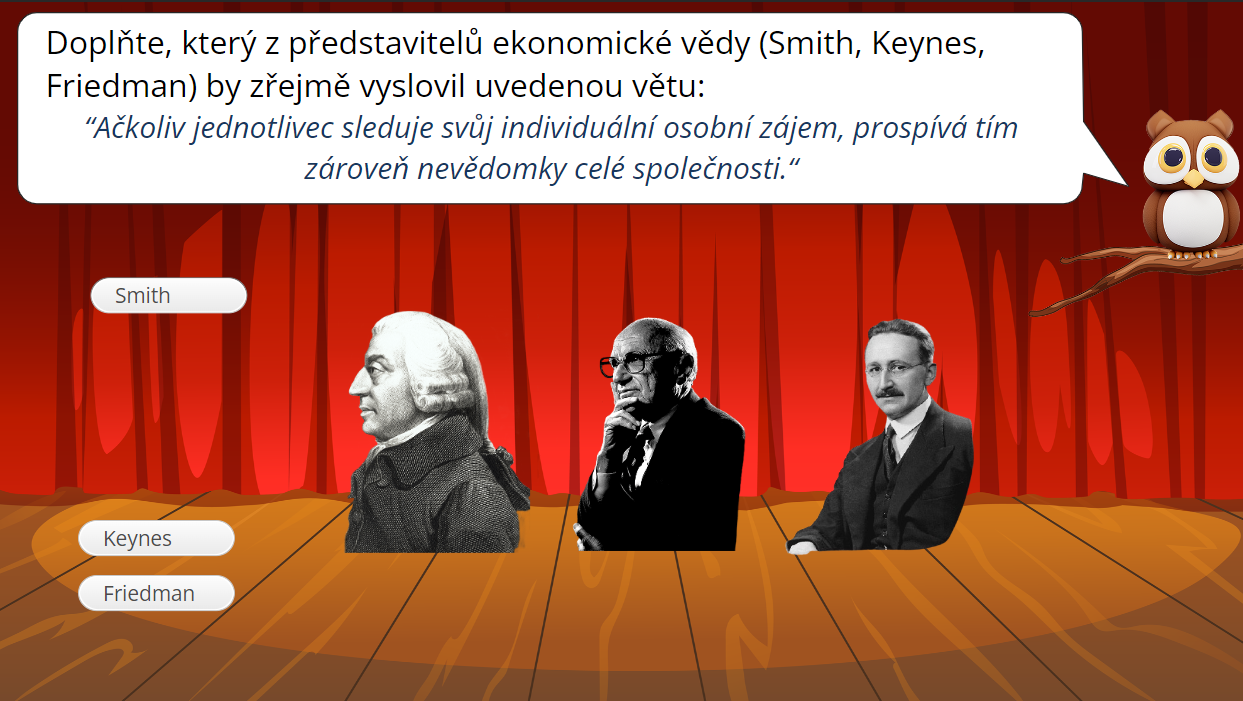 Doplňte, který z představitelů ekonomické vědy (Smith, Keynes,
Friedman) by zřejmě vyslovil uvedenou větu:
“Ačkoliv jednotlivec sleduje svůj individuální osobní zájem, prospívá tím
zároveň nevědomky celé společnosti.“
Smith
Keynes
Friedman